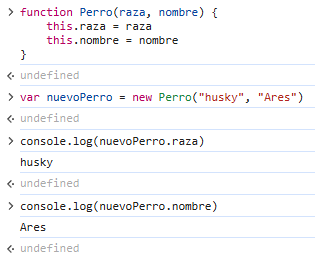 function Perro(raza, nombre) {
    this.raza = raza
    this.nombre = nombre
}
undefined
var nuevoPerro = new Perro("husky", "Ares")
undefined
console.log(nuevoPerro.raza)
husky
undefined
console.log(nuevoPerro.nombre)
Ares
undefined